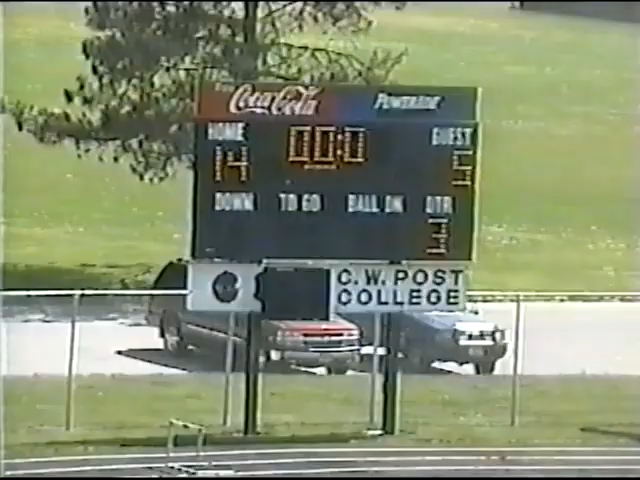 Coca-Cola POWERADE
HOME 00:0 GUEST
14 5
DOWN TO GO BALL ON QTR
3
C.W. POST
COLLEGE